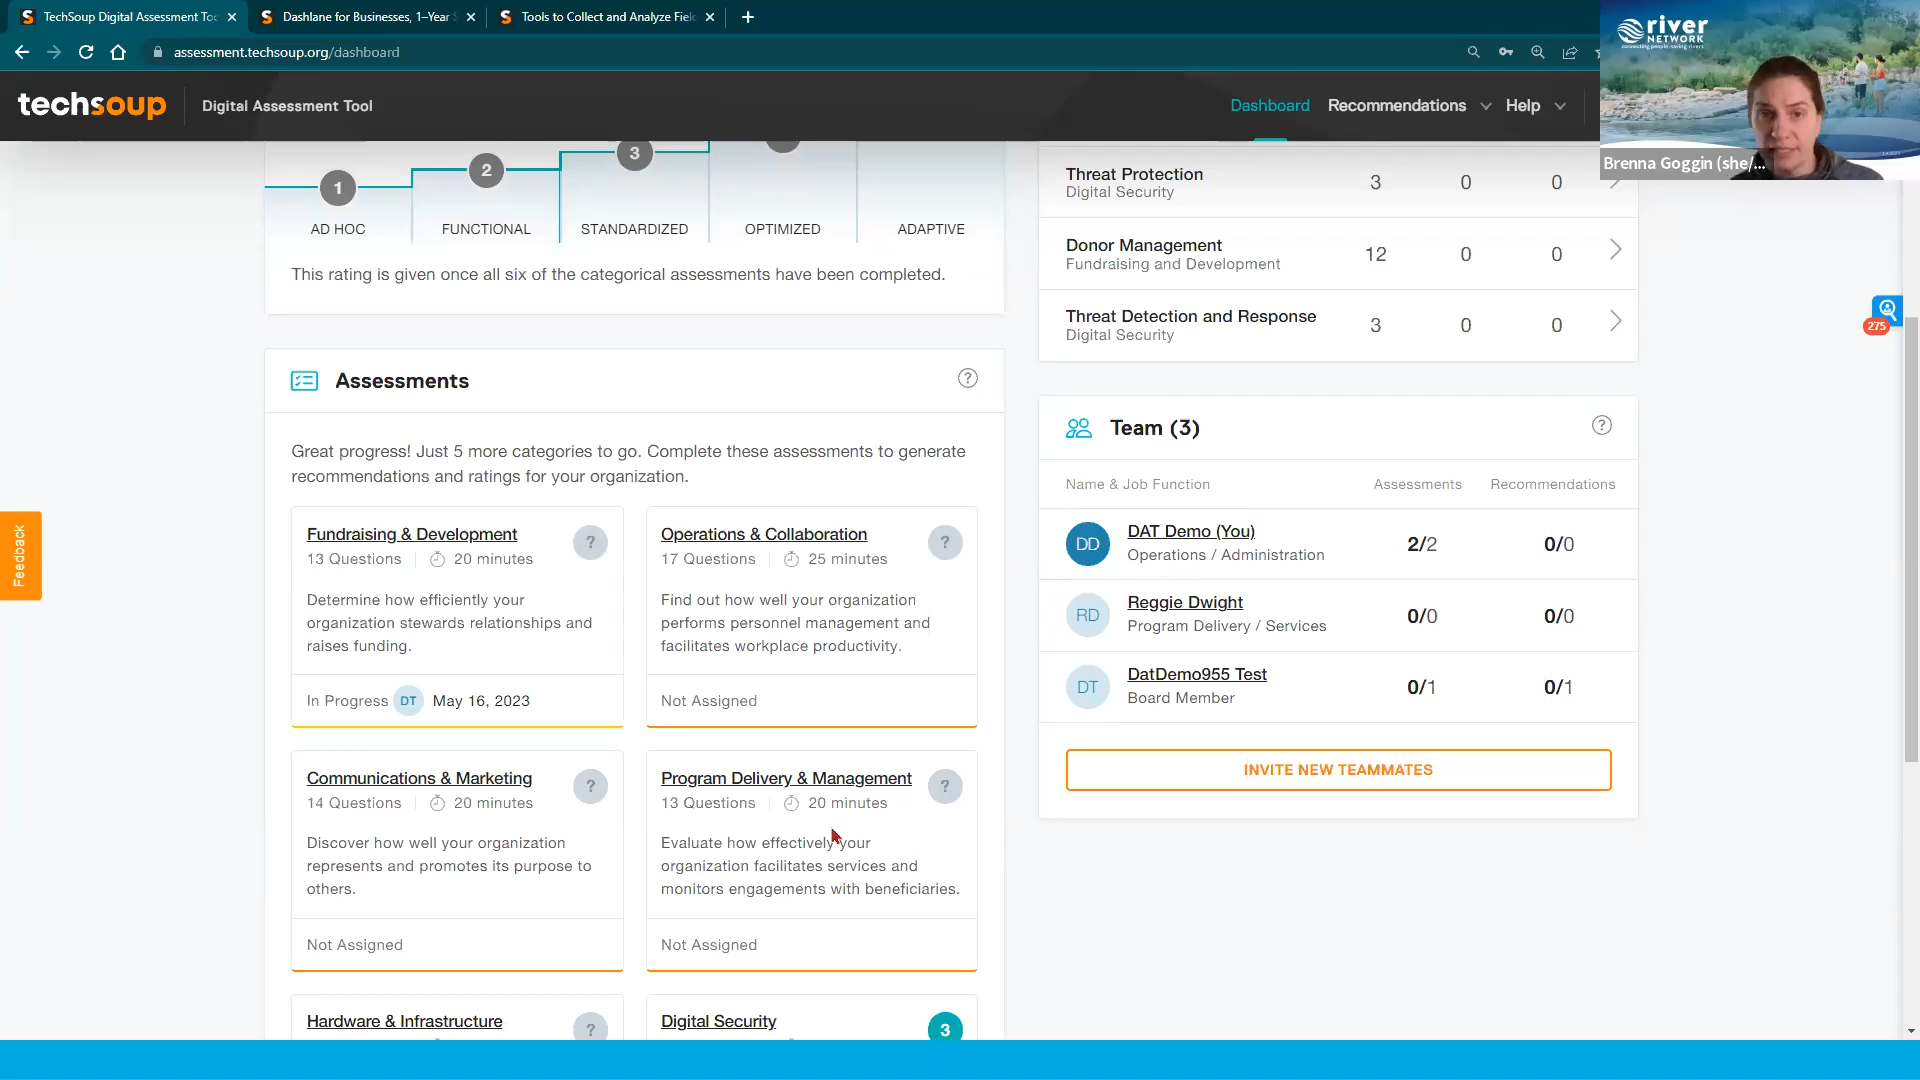 TechSoup Digital Assessment Too
Dashlane for Businesses, 1–Year S
Tools to Collect and Analyze Fiel
assessment.techsoup.org/dashboard
river
NETWORK
connecting people·saving rivers
Brenna Goggin (she/...
techsoup
Digital Assessment Tool
Dashboard
Recommendations
Help
1
2
3
AD HOC
FUNCTIONAL
STANDARDIZED
OPTIMIZED
ADAPTIVE
This rating is given once all six of the categorical assessments have been completed.
Threat Protection
Digital Security
3 0 0
Donor Management
Fundraising and Development
12 0 0
Threat Detection and Response
Digital Security
3 0 0
275
Feedback
Assessments
?
Great progress! Just 5 more categories to go. Complete these assessments to generate
recommendations and ratings for your organization.
Fundraising & Development
?
13 Questions
20 minutes
Determine how efficiently your
organization stewards relationships and
raises funding.
In Progress DT May 16, 2023
Operations & Collaboration
?
17 Questions
25 minutes
Find out how well your organization
performs personnel management and
facilitates workplace productivity.
Not Assigned
Communications & Marketing
?
14 Questions
20 minutes
Discover how well your organization
represents and promotes its purpose to
others.
Not Assigned
Program Delivery & Management
?
13 Questions
20 minutes
Evaluate how effectively your
organization facilitates services and
monitors engagements with beneficiaries.
Not Assigned
Hardware & Infrastructure
?
Digital Security
3
Team (3)
?
Name & Job Function
Assessments
Recommendations
DD
DAT Demo (You)
Operations / Administration
2/2
0/0
RD
Reggie Dwight
Program Delivery / Services
0/0
0/0
DT
DatDemo955 Test
Board Member
0/1
0/1
INVITE NEW TEAMMATES